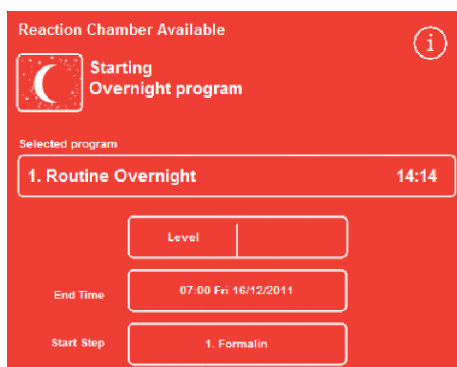 Reaction Chamber Available
i
Starting
Overnight program
Selected program
1. Routine Overnight 14:14
Level
End Time 07:00 Fri 16/12/2011
Start Step 1. Formalin